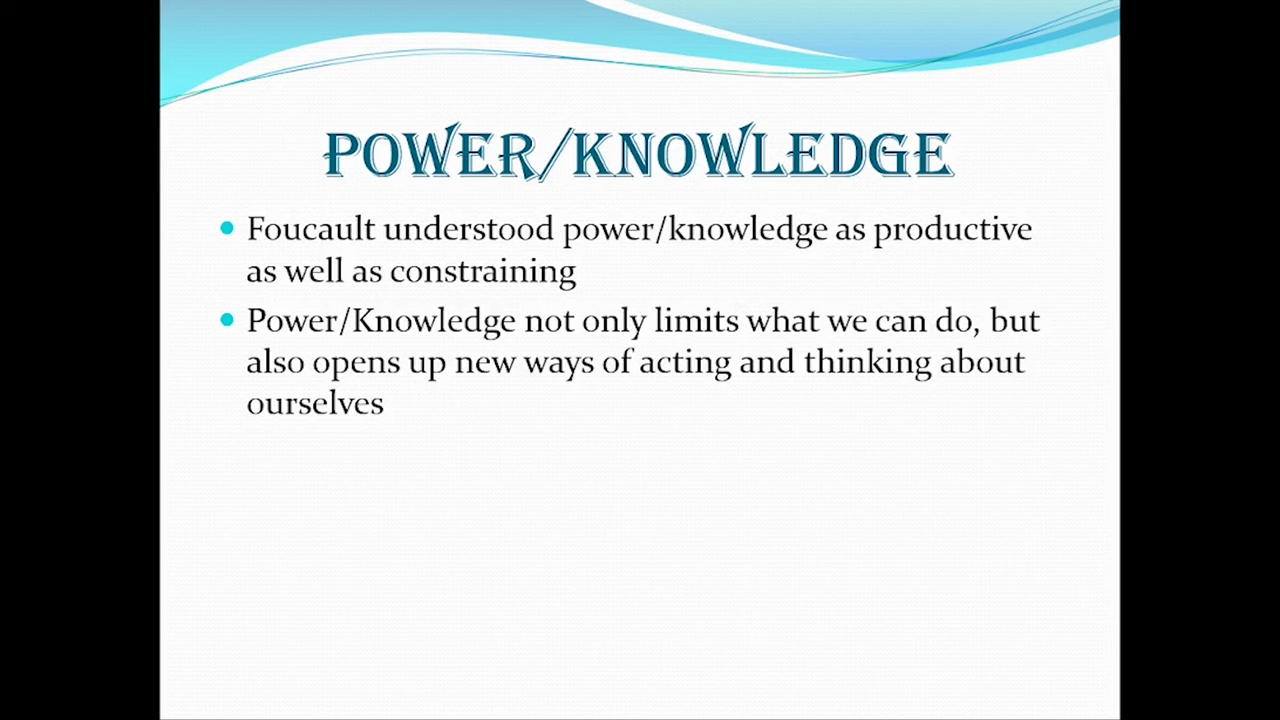 POWER/KNOWLEDGE
Foucault understood power/knowledge as productive
as well as constraining
Power/Knowledge not only limits what we can do, but
also opens up new ways of acting and thinking about
ourselves